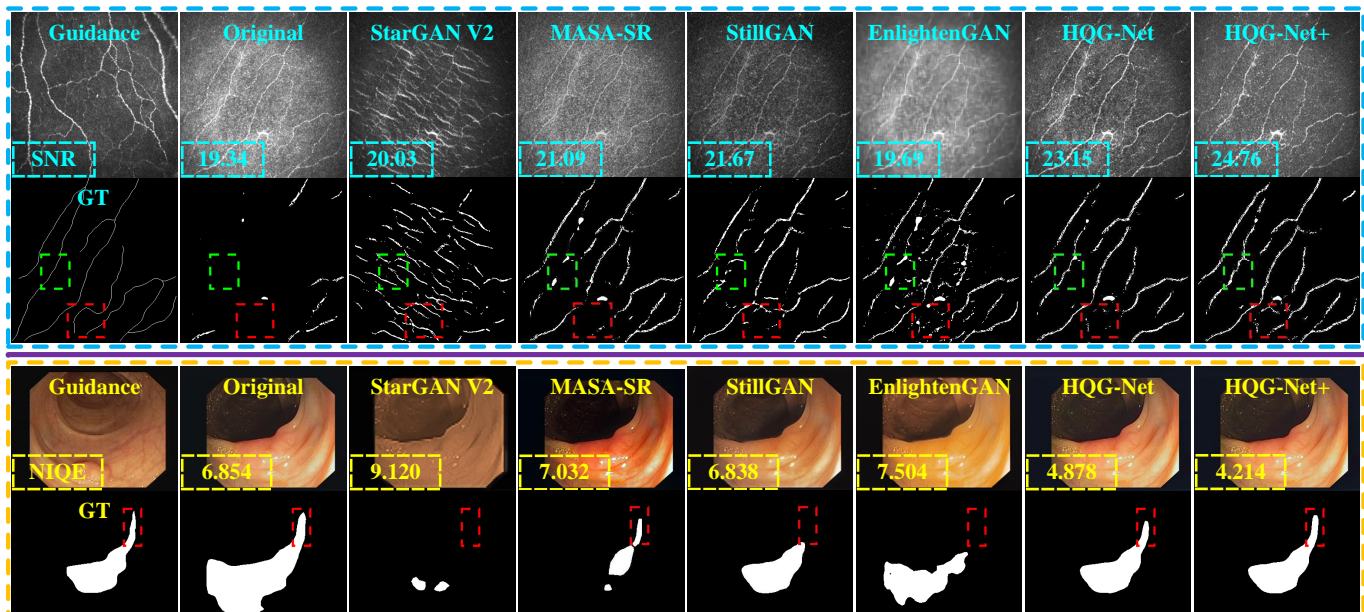 Guidance Original StarGAN V2 MASA-SR StillGAN EnlightenGAN HQG-Net HQG-Net+
SNR 19.34 20.03 21.09 21.67 19.69 23.15 24.76
GT
Guidance Original StarGAN V2 MASA-SR StillGAN EnlightenGAN HQG-Net HQG-Net+
NIQE 6.854 9.120 7.032 6.838 7.504 4.878 4.214
GT